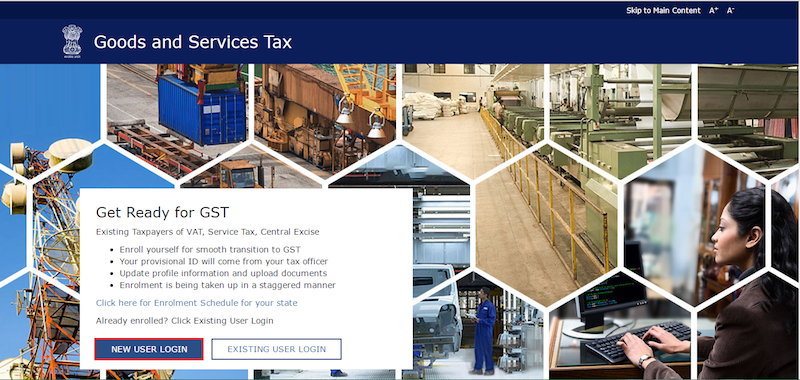 Skip to Main Content A+ A-
Goods and Services Tax
Get Ready for GST
Existing Taxpayers of VAT, Service Tax, Central Excise
• Enroll yourself for smooth transition to GST
• Your provisional ID will come from your tax officer
• Update profile information and upload documents
• Enrolment is being taken up in a staggered manner
Click here for Enrolment Schedule for your state
Already enrolled? Click Existing User Login
NEW USER LOGIN EXISTING USER LOGIN